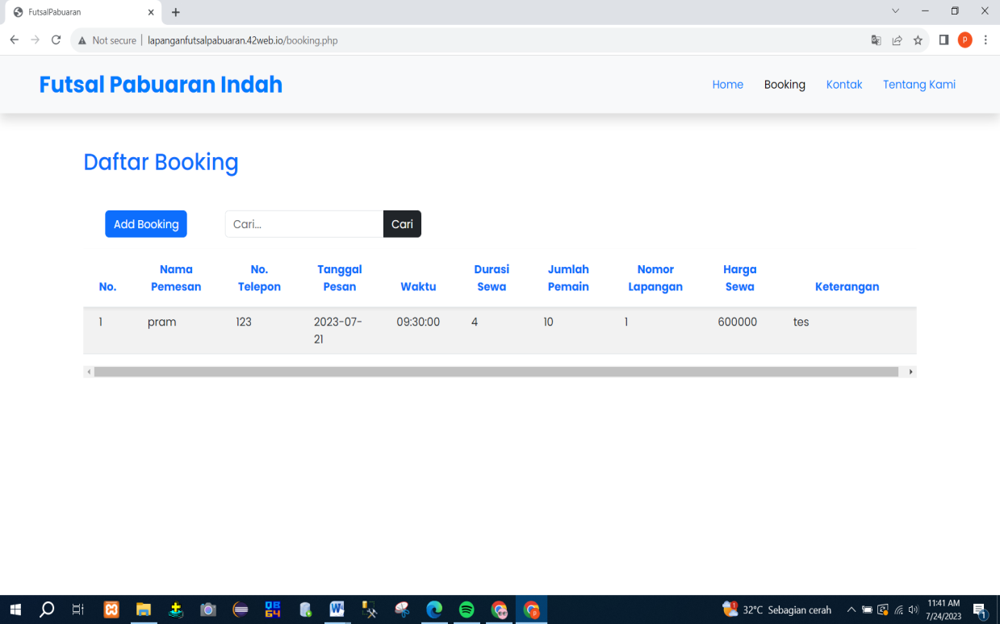 FutsalPabuaran
Not secure lapanganfutsalpabuaran.42web.io/booking.php
P
Futsal Pabuaran Indah
Home Booking Kontak Tentang Kami
Daftar Booking
Add Booking Cari... Cari
No. Nama Pemesan No. Telepon Tanggal Pesan Waktu Durasi Sewa Jumlah Pemain Nomor Lapangan Harga Sewa Keterangan
1 pram 123 2023-07-21 09:30:00 4 10 1 600000 tes
32°C Sebagian cerah
11:41 AM
7/24/2023